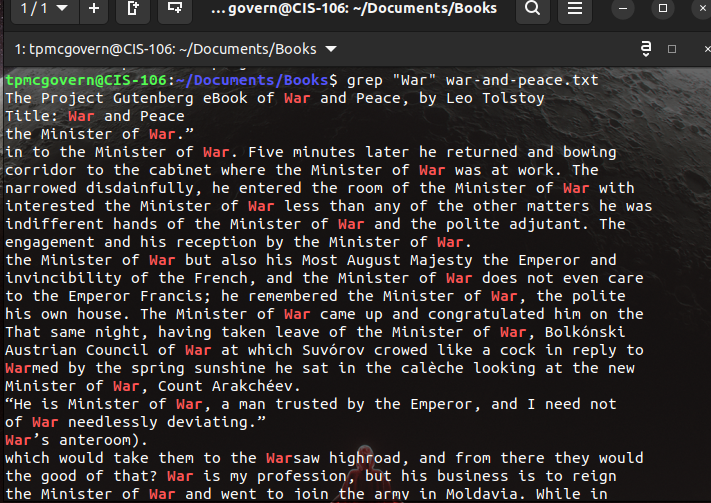 1 / 1
…govern@CIS-106: ~/Documents/Books
1: tpmcgovern@CIS-106: ~/Documents/Books
tpmcgovern@CIS-106:~/Documents/Books$ grep "War" war-and-peace.txt
The Project Gutenberg eBook of War and Peace, by Leo Tolstoy
Title: War and Peace
the Minister of War.”
in to the Minister of War. Five minutes later he returned and bowing
corridor to the cabinet where the Minister of War was at work. The
narrowed disdainfully, he entered the room of the Minister of War with
interested the Minister of War less than any of the other matters he was
indifferent hands of the Minister of War and the polite adjutant. The
engagement and his reception by the Minister of War.
the Minister of War but also his Most August Majesty the Emperor and
invincibility of the French, and the Minister of War does not even care
to the Emperor Francis; he remembered the Minister of War, the polite
his own house. The Minister of War came up and congratulated him on the
That same night, having taken leave of the Minister of War, Bolkónski
Austrian Council of War at which Suvórov crowed like a cock in reply to
Warmed by the spring sunshine he sat in the calèche looking at the new
Minister of War, Count Arakchéev.
“He is Minister of War, a man trusted by the Emperor, and I need not
of War needlessly deviating.”
War’s anteroom).
which would take them to the Warsaw highroad, and from there they would
the good of that? War is my profession, but his business is to reign
the Minister of War and went to join the army in Moldavia. While in